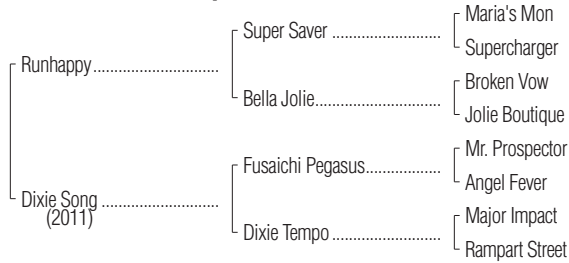 Maria's Mon
Super Saver ........................
Supercharger
Runhappy............................
Broken Vow
Bella Jolie............................
Jolie Boutique
Mr. Prospector
Fusaichi Pegasus.................
Angel Fever
Dixie Song ..........................
(2011)
Major Impact
Dixie Tempo ........................
Rampart Street